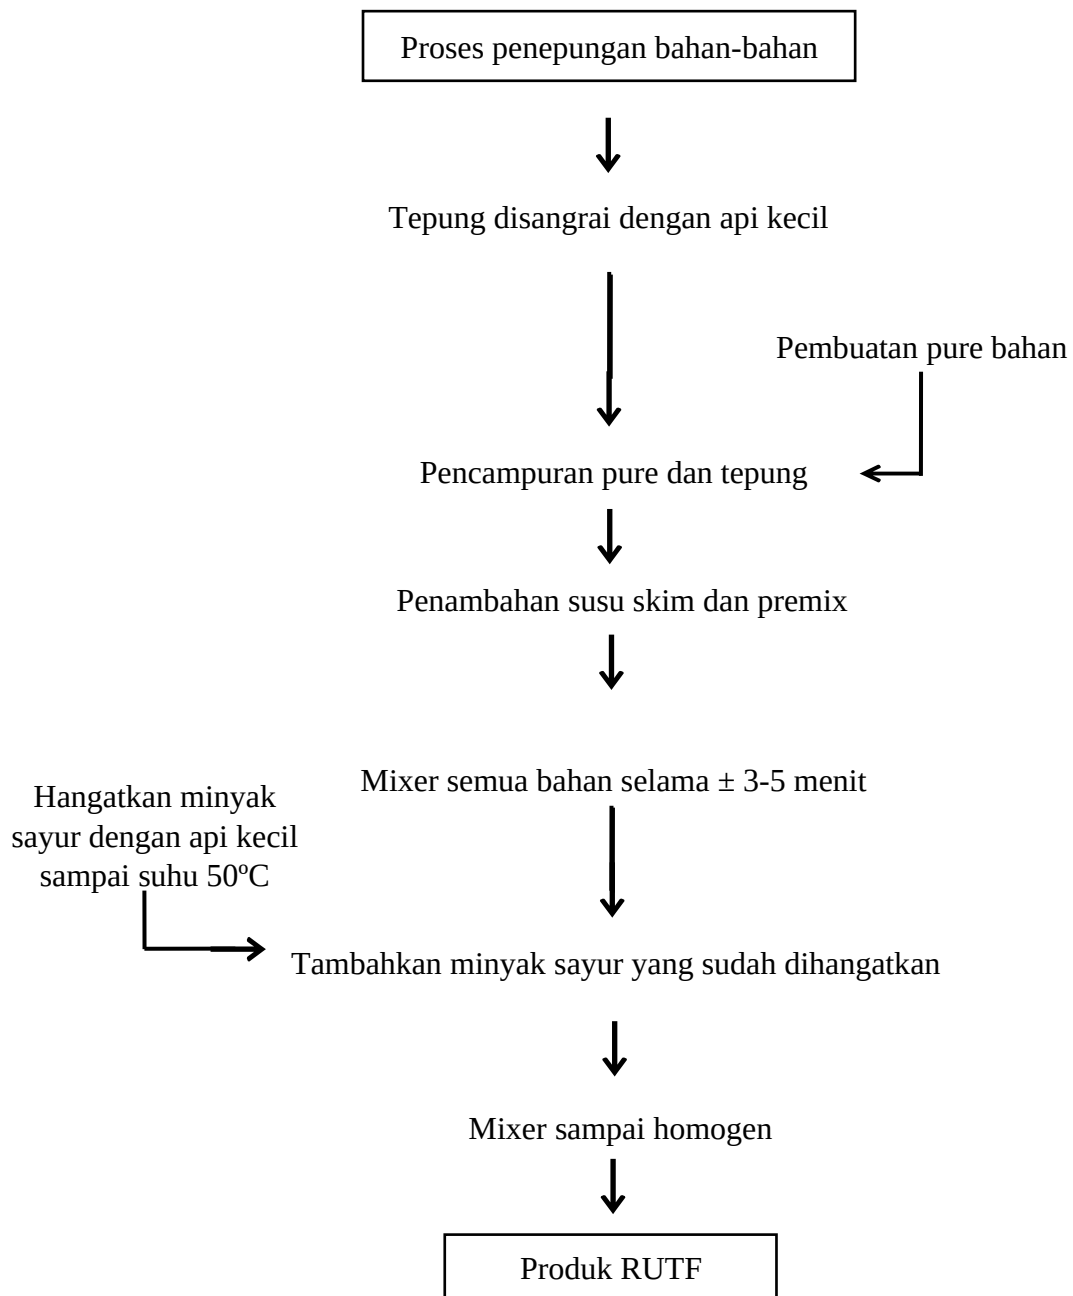 Proses penepungan bahan-bahan
Tepung disangrai dengan api kecil
Pembuatan pure bahan
Pencampuran pure dan tepung
Penambahan susu skim dan premix
Mixer semua bahan selama ± 3-5 menit
Hangatkan minyak
sayur dengan api kecil
sampai suhu 50ºC
Tambahkan minyak sayur yang sudah dihangatkan
Mixer sampai homogen
Produk RUTF